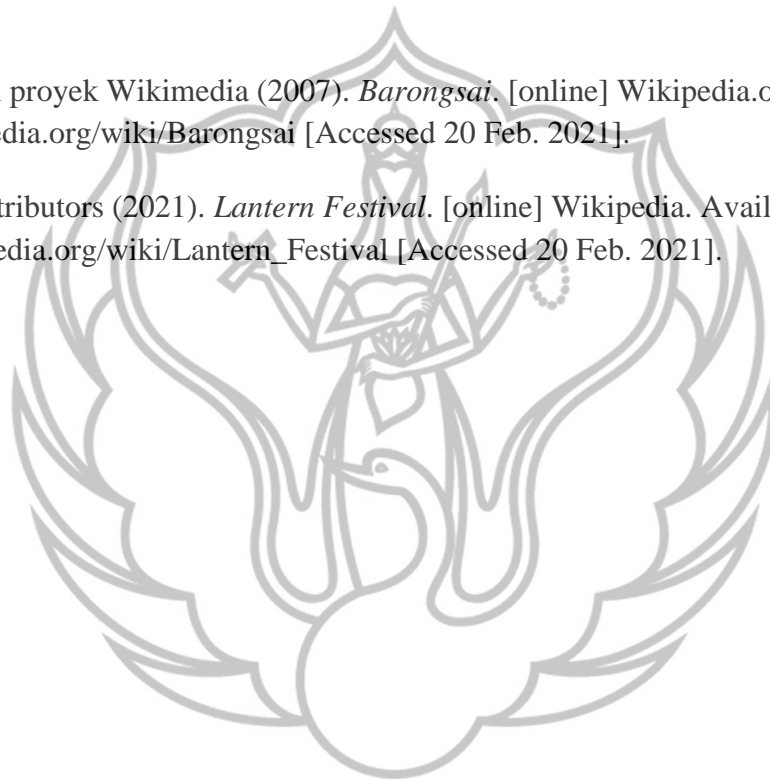 proyek Wikimedia (2007). Barongsai. [online] Wikipedia.o
edia.org/wiki/Barongsai [Accessed 20 Feb. 2021].
tributors (2021). Lantern Festival. [online] Wikipedia. Avail
edia.org/wiki/Lantern_Festival [Accessed 20 Feb. 2021].